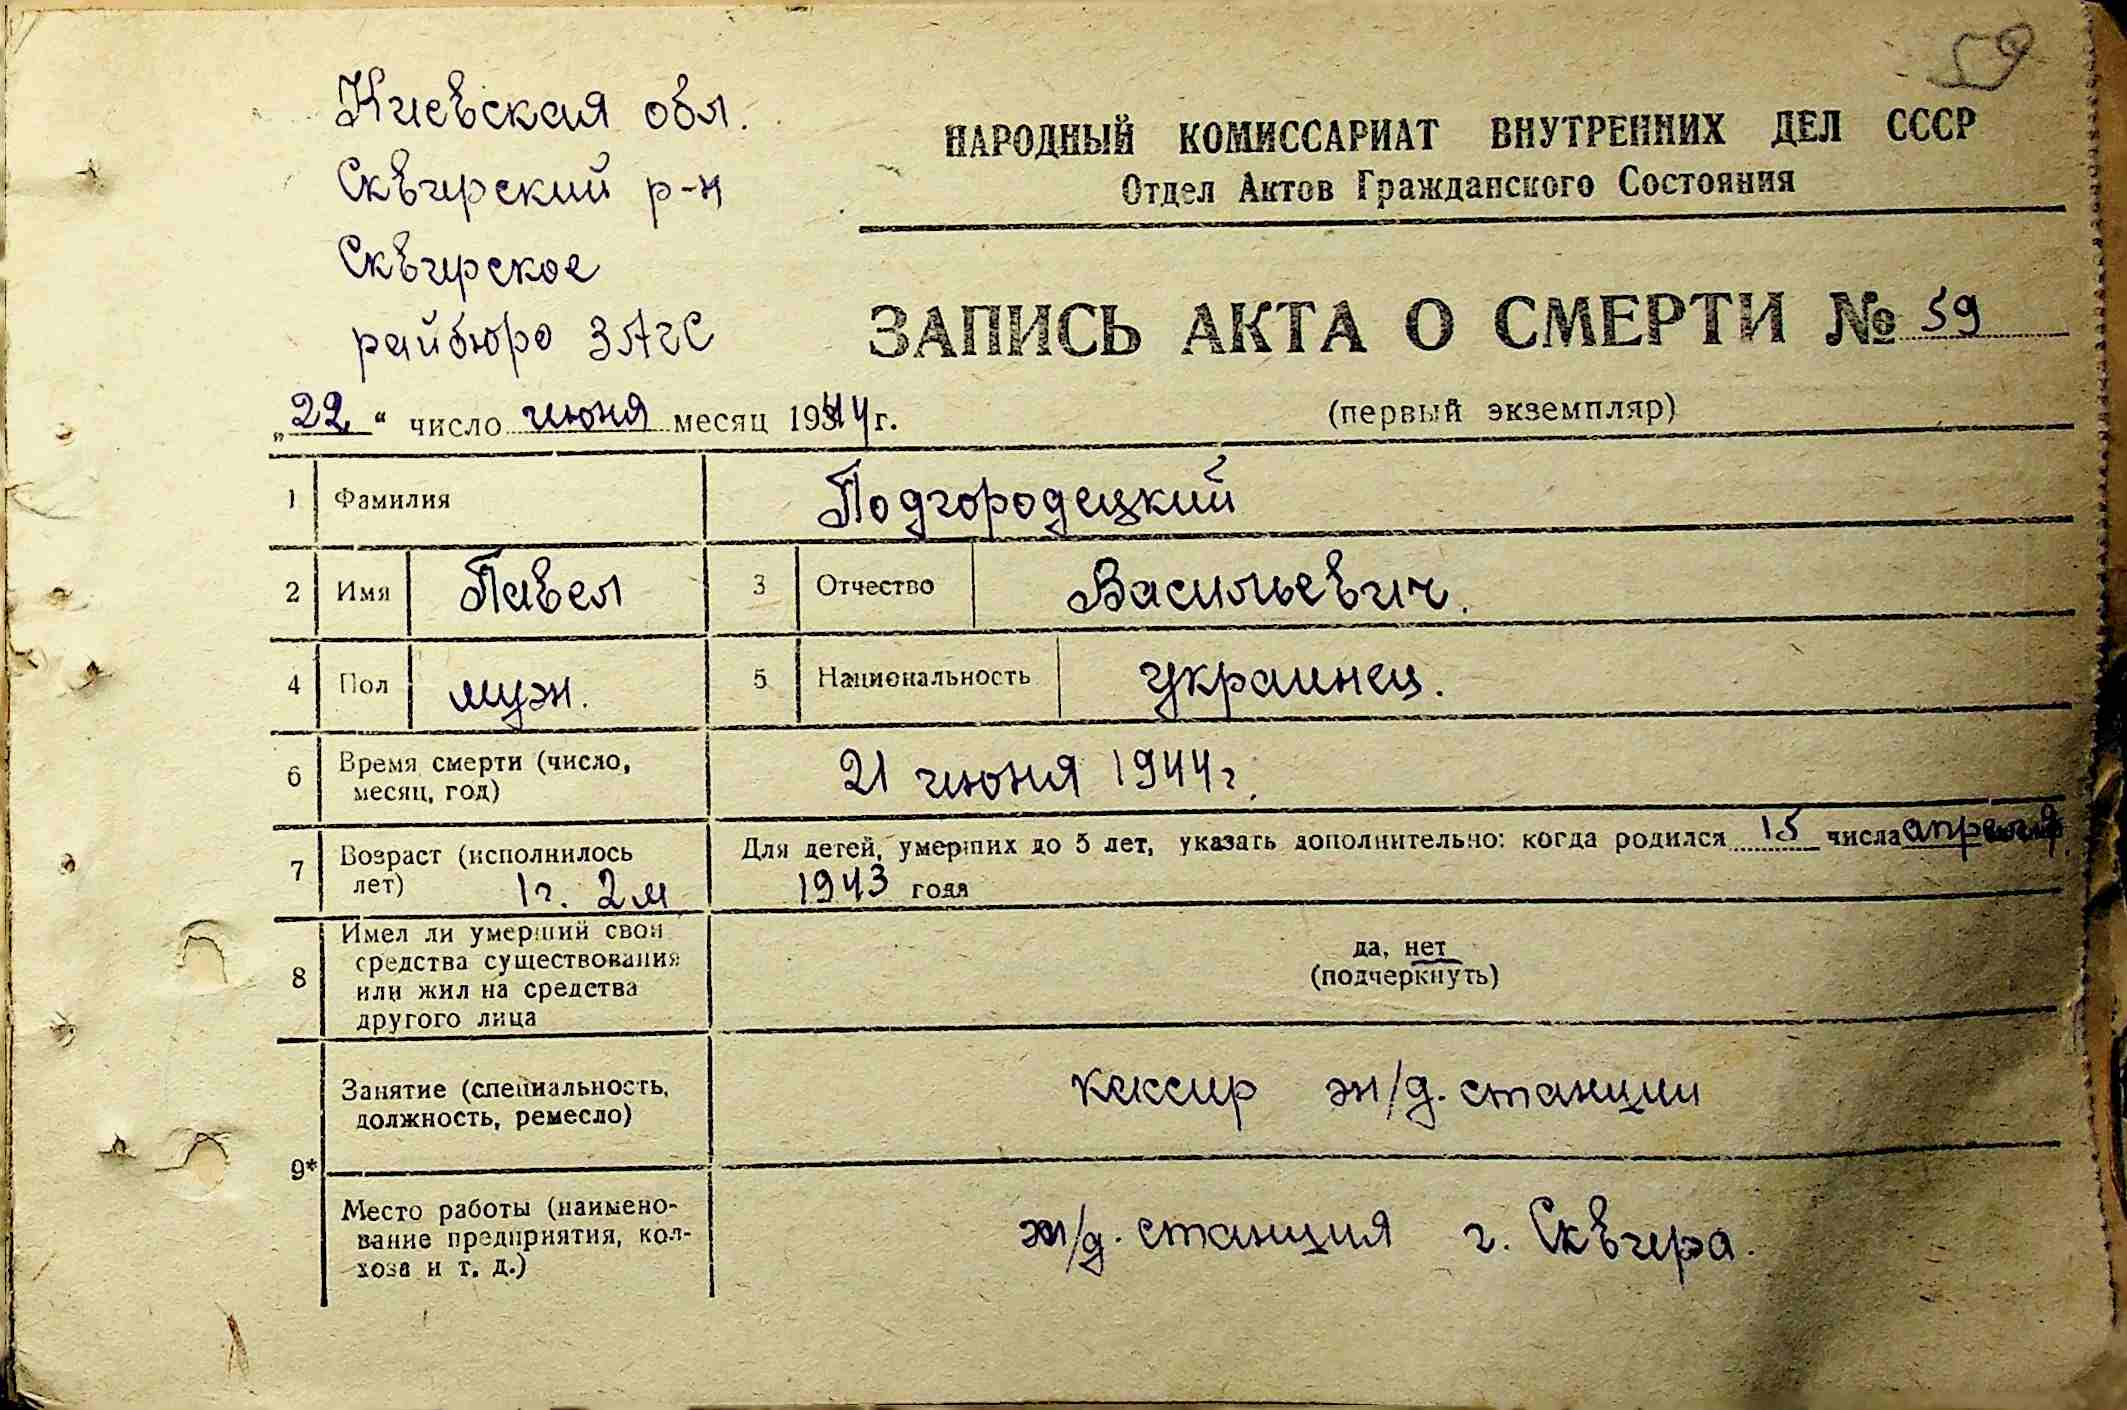 59
Киевская обл.
Сквирский р-н
Сквирское
райбюро ЗАГС
НАРОДНЫЙ КОМИССАРИАТ ВНУТРЕННИХ ДЕЛ СССР
Отдел Актов Гражданского Состояния
ЗАПИСЬ АКТА О СМЕРТИ № 59
(первый экземпляр)
„22“ число июня месяц 1944 г.
1 Фамилия Подгородецкий
2 Имя Павел 3 Отчество Васильевич.
4 Пол муж. 5 Национальность украинец.
6 Время смерти (число,
месяц, год) 21 июня 1944 г.
7 Возраст (исполнилось
лет) 1 г. 2 м
Для детей, умерших до 5 лет, указать дополнительно: когда родился 15 числа апреля
1943 года
8 Имел ли умерший свои
средства существования
или жил на средства
другого лица
да, нет
(подчеркнуть)
9*
Занятие (специальность,
должность, ремесло)
кассир ж/д. станции
Место работы (наимено-
вание предприятия, кол-
хоза и т. д.)
ж/д. станция г. Сквира.